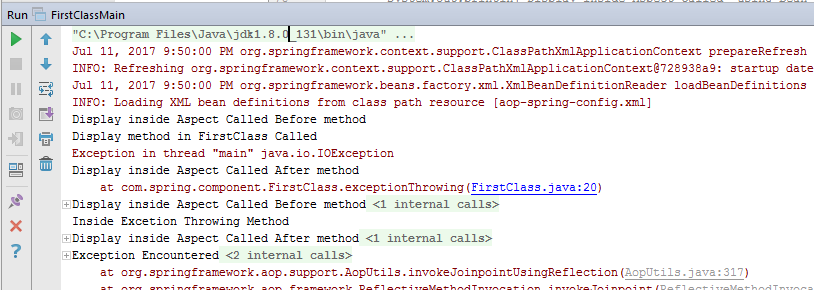 Run FirstClassMain
"C:\Program Files\Java\jdk1.8.0_131\bin\java" ...
Jul 11, 2017 9:50:00 PM org.springframework.context.support.ClassPathXmlApplicationContext prepareRefresh
INFO: Refreshing org.springframework.context.support.ClassPathXmlApplicationContext@728938a9: startup date
Jul 11, 2017 9:50:00 PM org.springframework.beans.factory.xml.XmlBeanDefinitionReader loadBeanDefinitions
INFO: Loading XML bean definitions from class path resource [aop-spring-config.xml]
Display inside Aspect Called Before method
Display method in FirstClass Called
Exception in thread "main" java.io.IOException
Display inside Aspect Called After method
at com.spring.component.FirstClass.exceptionThrowing(FirstClass.java:20)
Display inside Aspect Called Before method <1 internal calls>
Inside Excetion Throwing Method
Display inside Aspect Called After method <1 internal calls>
Exception Encountered <2 internal calls>
at org.springframework.aop.support.AopUtils.invokeJoinpointUsingReflection(AopUtils.java:317)
at org.springframework.aop.framework.ReflectiveMethodInvocation.invokeJoinpoint(ReflectiveMethodInvoca